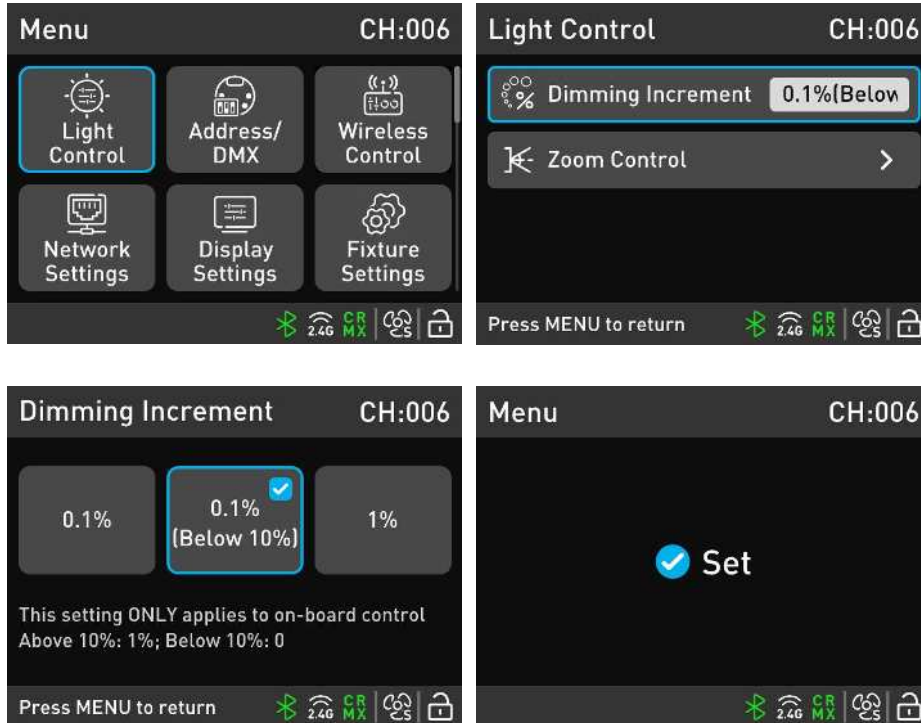 Menu CH:006
Light Control
Address/ DMX
Wireless Control
Network Settings
Display Settings
Fixture Settings
2.4G CR MX S
Light Control CH:006
% Dimming Increment 0.1%(Below
Zoom Control
Press MENU to return 2.4G CR MX S
Dimming Increment CH:006
0.1%
0.1% (Below 10%)
1%
This setting ONLY applies to on-board control
Above 10%: 1%; Below 10%: 0
Press MENU to return 2.4G CR MX S
Menu CH:006
Set
2.4G CR MX S